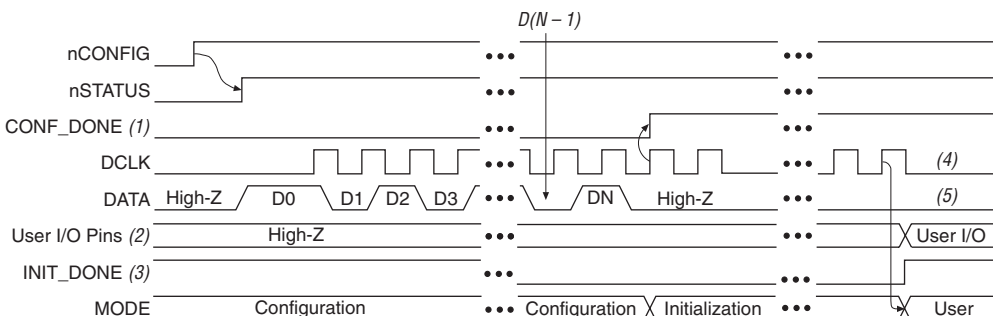 D(N – 1)
nCONFIG
nSTATUS
CONF_DONE (1)
DCLK (4)
DATA High-Z D0 D1 D2 D3 DN High-Z (5)
User I/O Pins (2) High-Z User I/O
INIT_DONE (3)
MODE Configuration Configuration Initialization User